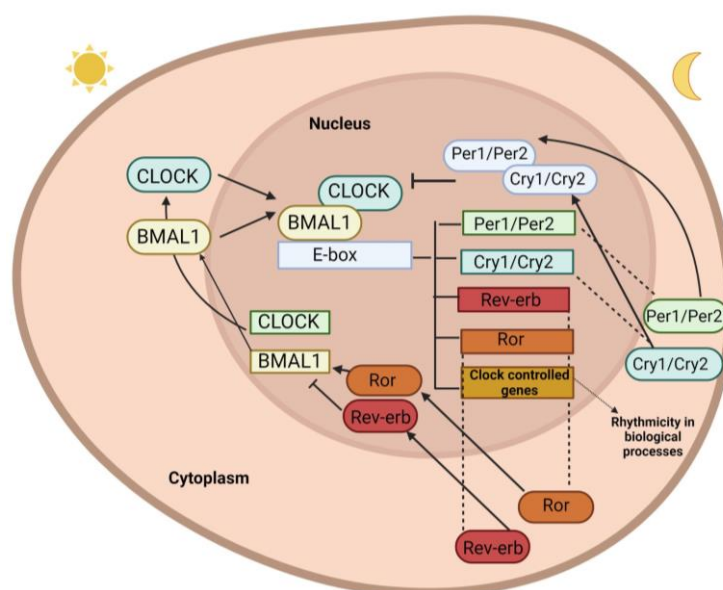 Nucleus
Per1/Per2
Cry1/Cry2
CLOCK
CLOCK
BMAL1
BMAL1
E-box
Per1/Per2
Cry1/Cry2
Rev-erb
Ror
Clock controlled
genes
CLOCK
BMAL1
Ror
Rev-erb
Per1/Per2
Cry1/Cry2
Rhythmicity in
biological
processes
Cytoplasm
Ror
Rev-erb